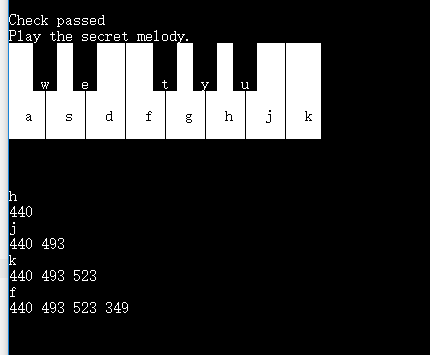 Check passed
Play the secret melody.
w e t y u
a s d f g h j k
h
440
j
440 493
k
440 493 523
f
440 493 523 349